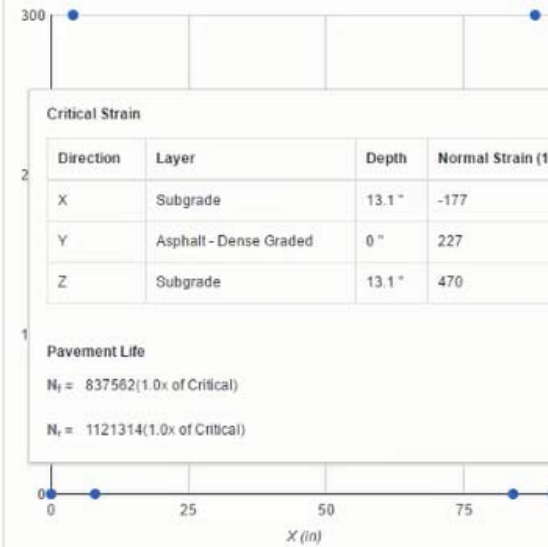 300
Critical Strain
Direction Layer Depth Normal Strain (1
2
X Subgrade 13.1 " -177
Y Asphalt - Dense Graded 0 " 227
Z Subgrade 13.1 " 470
1
Pavement Life
Nf = 837562(1.0x of Critical)
Nr = 1121314(1.0x of Critical)
0
0 25 50 75
X (in)